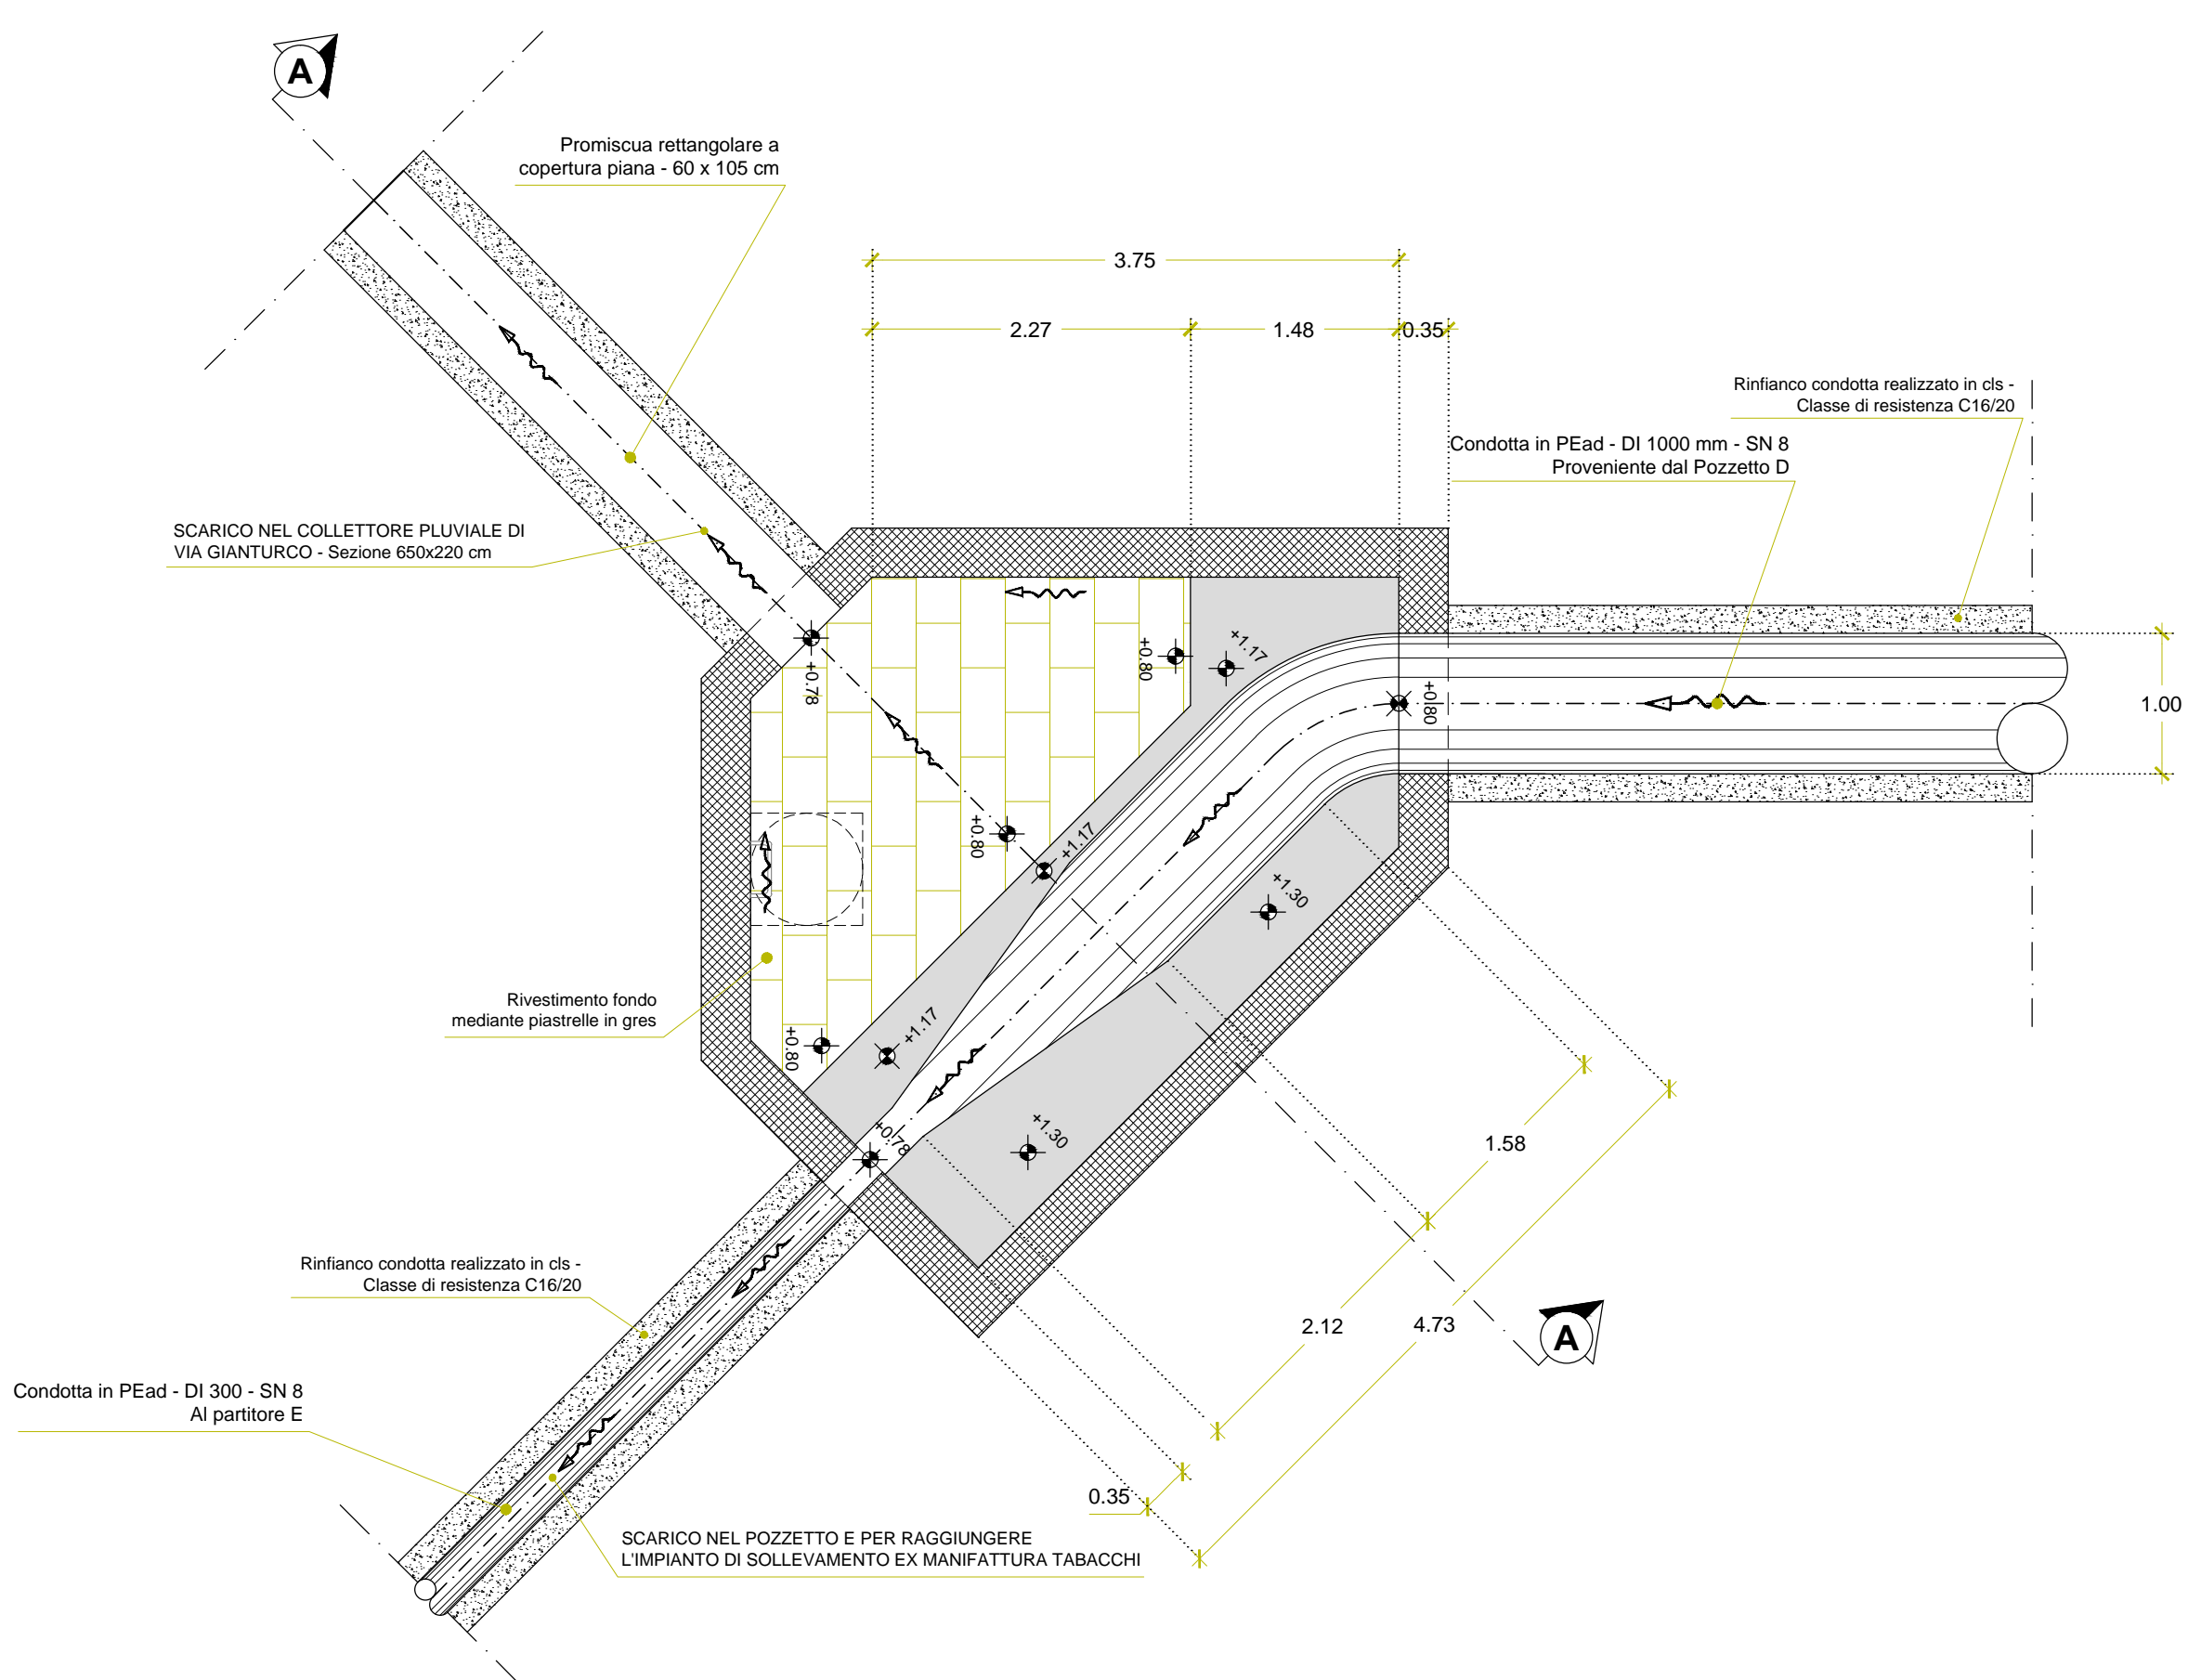 A
Promiscua rettangolare a
copertura piana - 60 x 105 cm
3.75
2.27
1.48
0.35
Rinfianco condotta realizzato in cls -
Classe di resistenza C16/20
Condotta in PEad - DI 1000 mm - SN 8
Proveniente dal Pozzetto D
SCARICO NEL COLLETTORE PLUVIALE DI
VIA GIANTURCO - Sezione 650x220 cm
+0.78
+0.80
+1.17
+0.80
1.00
+0.80
+1.17
+1.30
Rivestimento fondo
mediante piastrelle in gres
+0.80
+1.17
+0.78
+1.30
1.58
Rinfianco condotta realizzato in cls -
Classe di resistenza C16/20
2.12
4.73
A
Condotta in PEad - DI 300 - SN 8
Al partitore E
0.35
SCARICO NEL POZZETTO E PER RAGGIUNGERE
L'IMPIANTO DI SOLLEVAMENTO EX MANIFATTURA TABACCHI